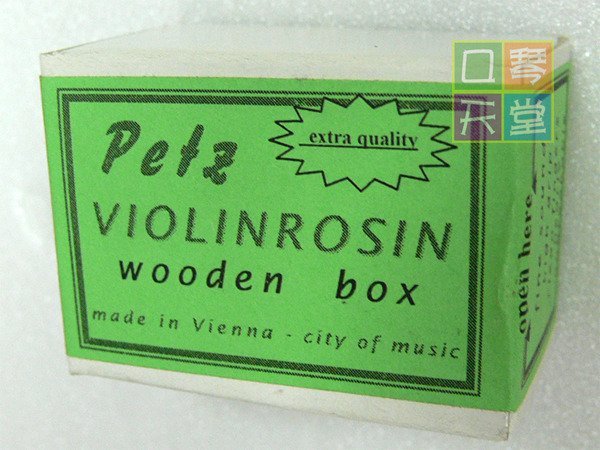 口琴
天堂
Petz
extra quality
VIOLINROSIN
wooden box
made in Vienna - city of music
open here